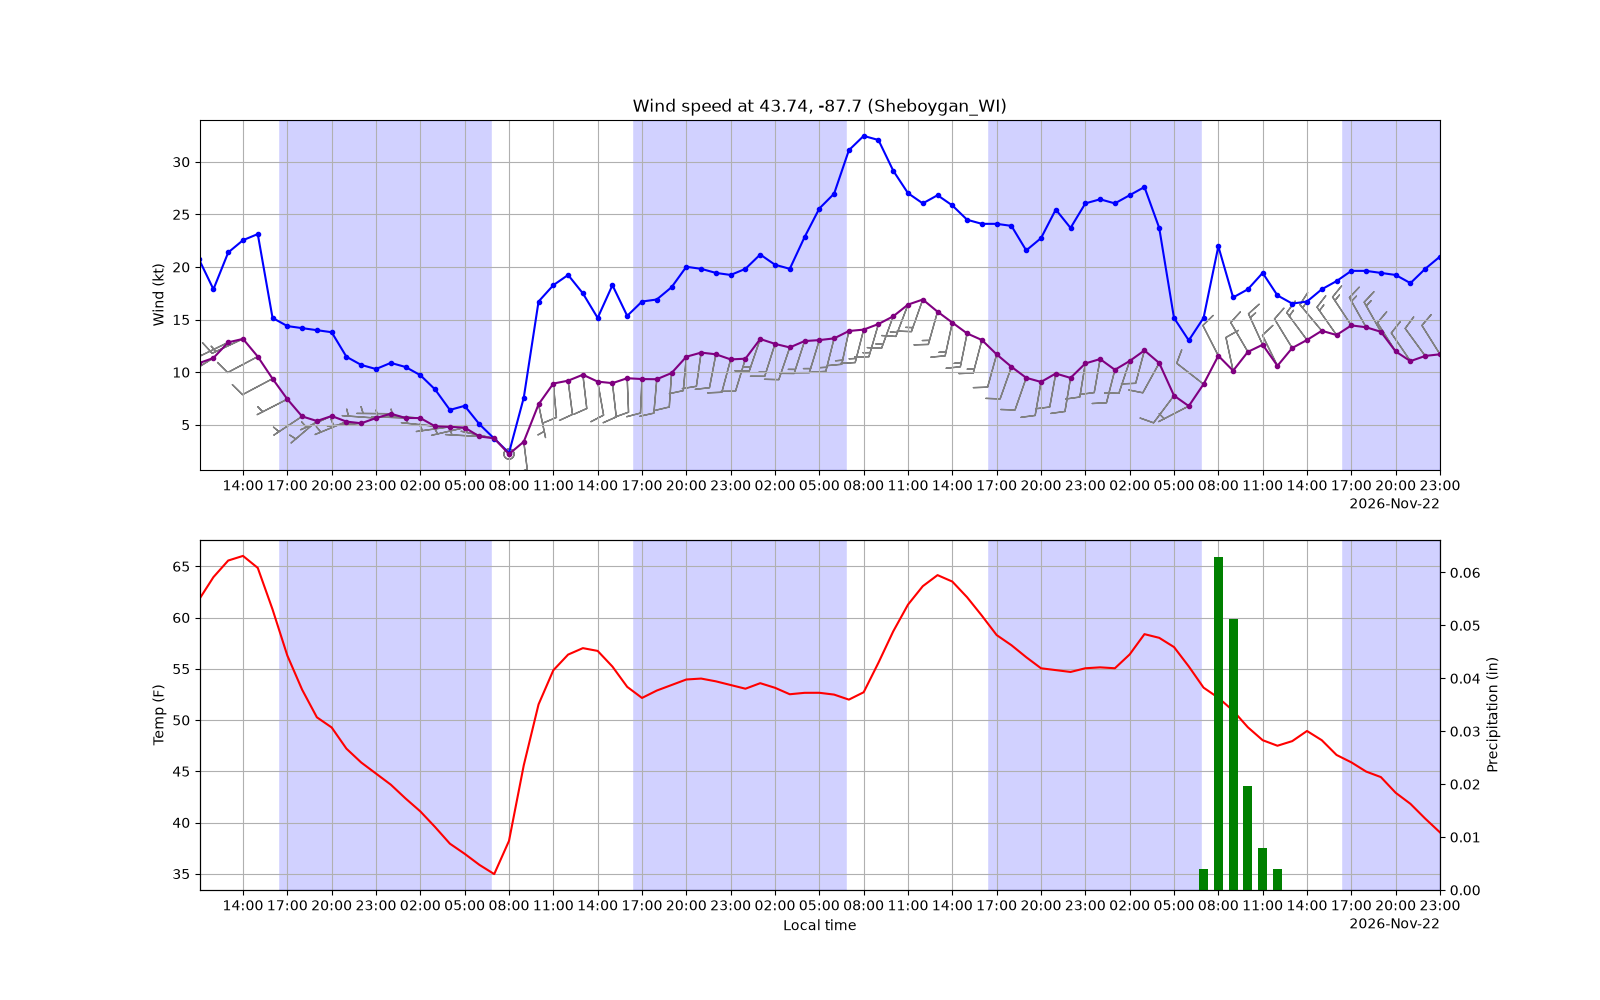 Wind speed at 43.74, -87.7 (Sheboygan_WI)
Wind (kt)
30
25
20
15
10
5
14:00 17:00 20:00 23:00 02:00 05:00 08:00 11:00 14:00 17:00 20:00 23:00 02:00 05:00 08:00 11:00 14:00 17:00 20:00 23:00 02:00 05:00 08:00 11:00 14:00 17:00 20:00 23:00
2026-Nov-22
Temp (F)
65
60
55
50
45
40
35
0.06
0.05
0.04
0.03
0.02
0.01
0.00
Precipitation (in)
14:00 17:00 20:00 23:00 02:00 05:00 08:00 11:00 14:00 17:00 20:00 23:00 02:00 05:00 08:00 11:00 14:00 17:00 20:00 23:00 02:00 05:00 08:00 11:00 14:00 17:00 20:00 23:00
Local time
2026-Nov-22